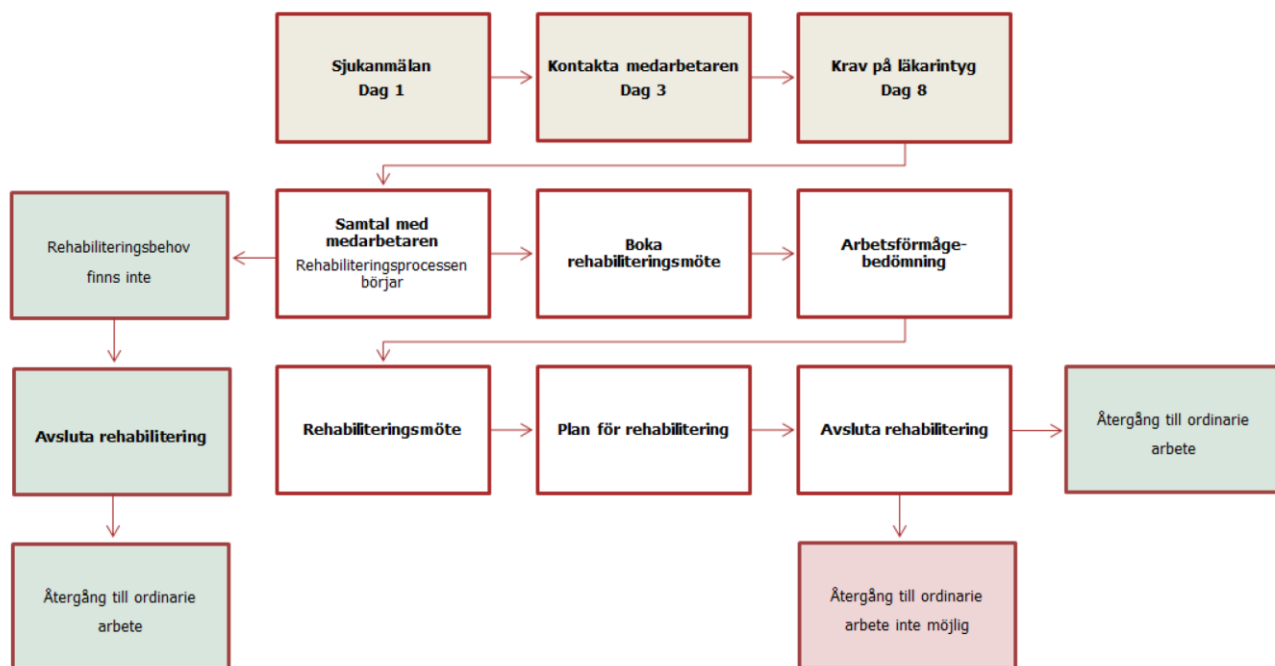 Sjukanmälan
Dag 1
Kontakta medarbetaren
Dag 3
Krav på läkarintyg
Dag 8
Rehabiliteringsbehov
finns inte
Samtal med
medarbetaren
Rehabiliteringsprocessen
börjar
Boka
rehabiliteringsmöte
Arbetsförmåge-
bedömning
Avsluta rehabilitering
Rehabiliteringsmöte
Plan för rehabilitering
Avsluta rehabilitering
Återgång till ordinarie
arbete
Återgång till ordinarie
arbete
Återgång till ordinarie
arbete inte möjlig